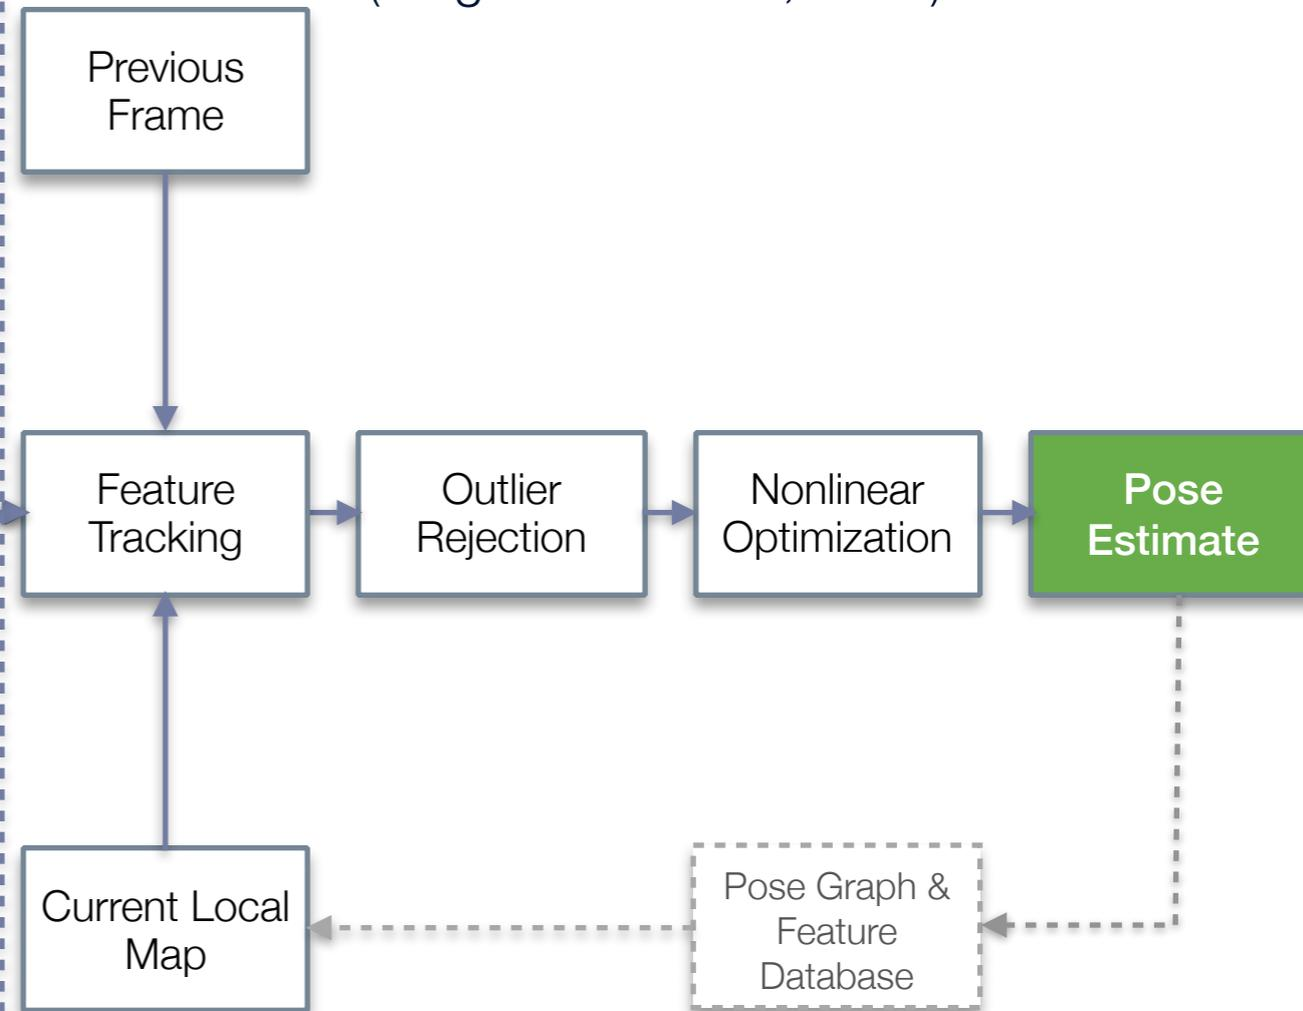 Previous
Frame
Feature
Tracking
Outlier
Rejection
Nonlinear
Optimization
Pose
Estimate
Current Local
Map
Pose Graph &
Feature
Database